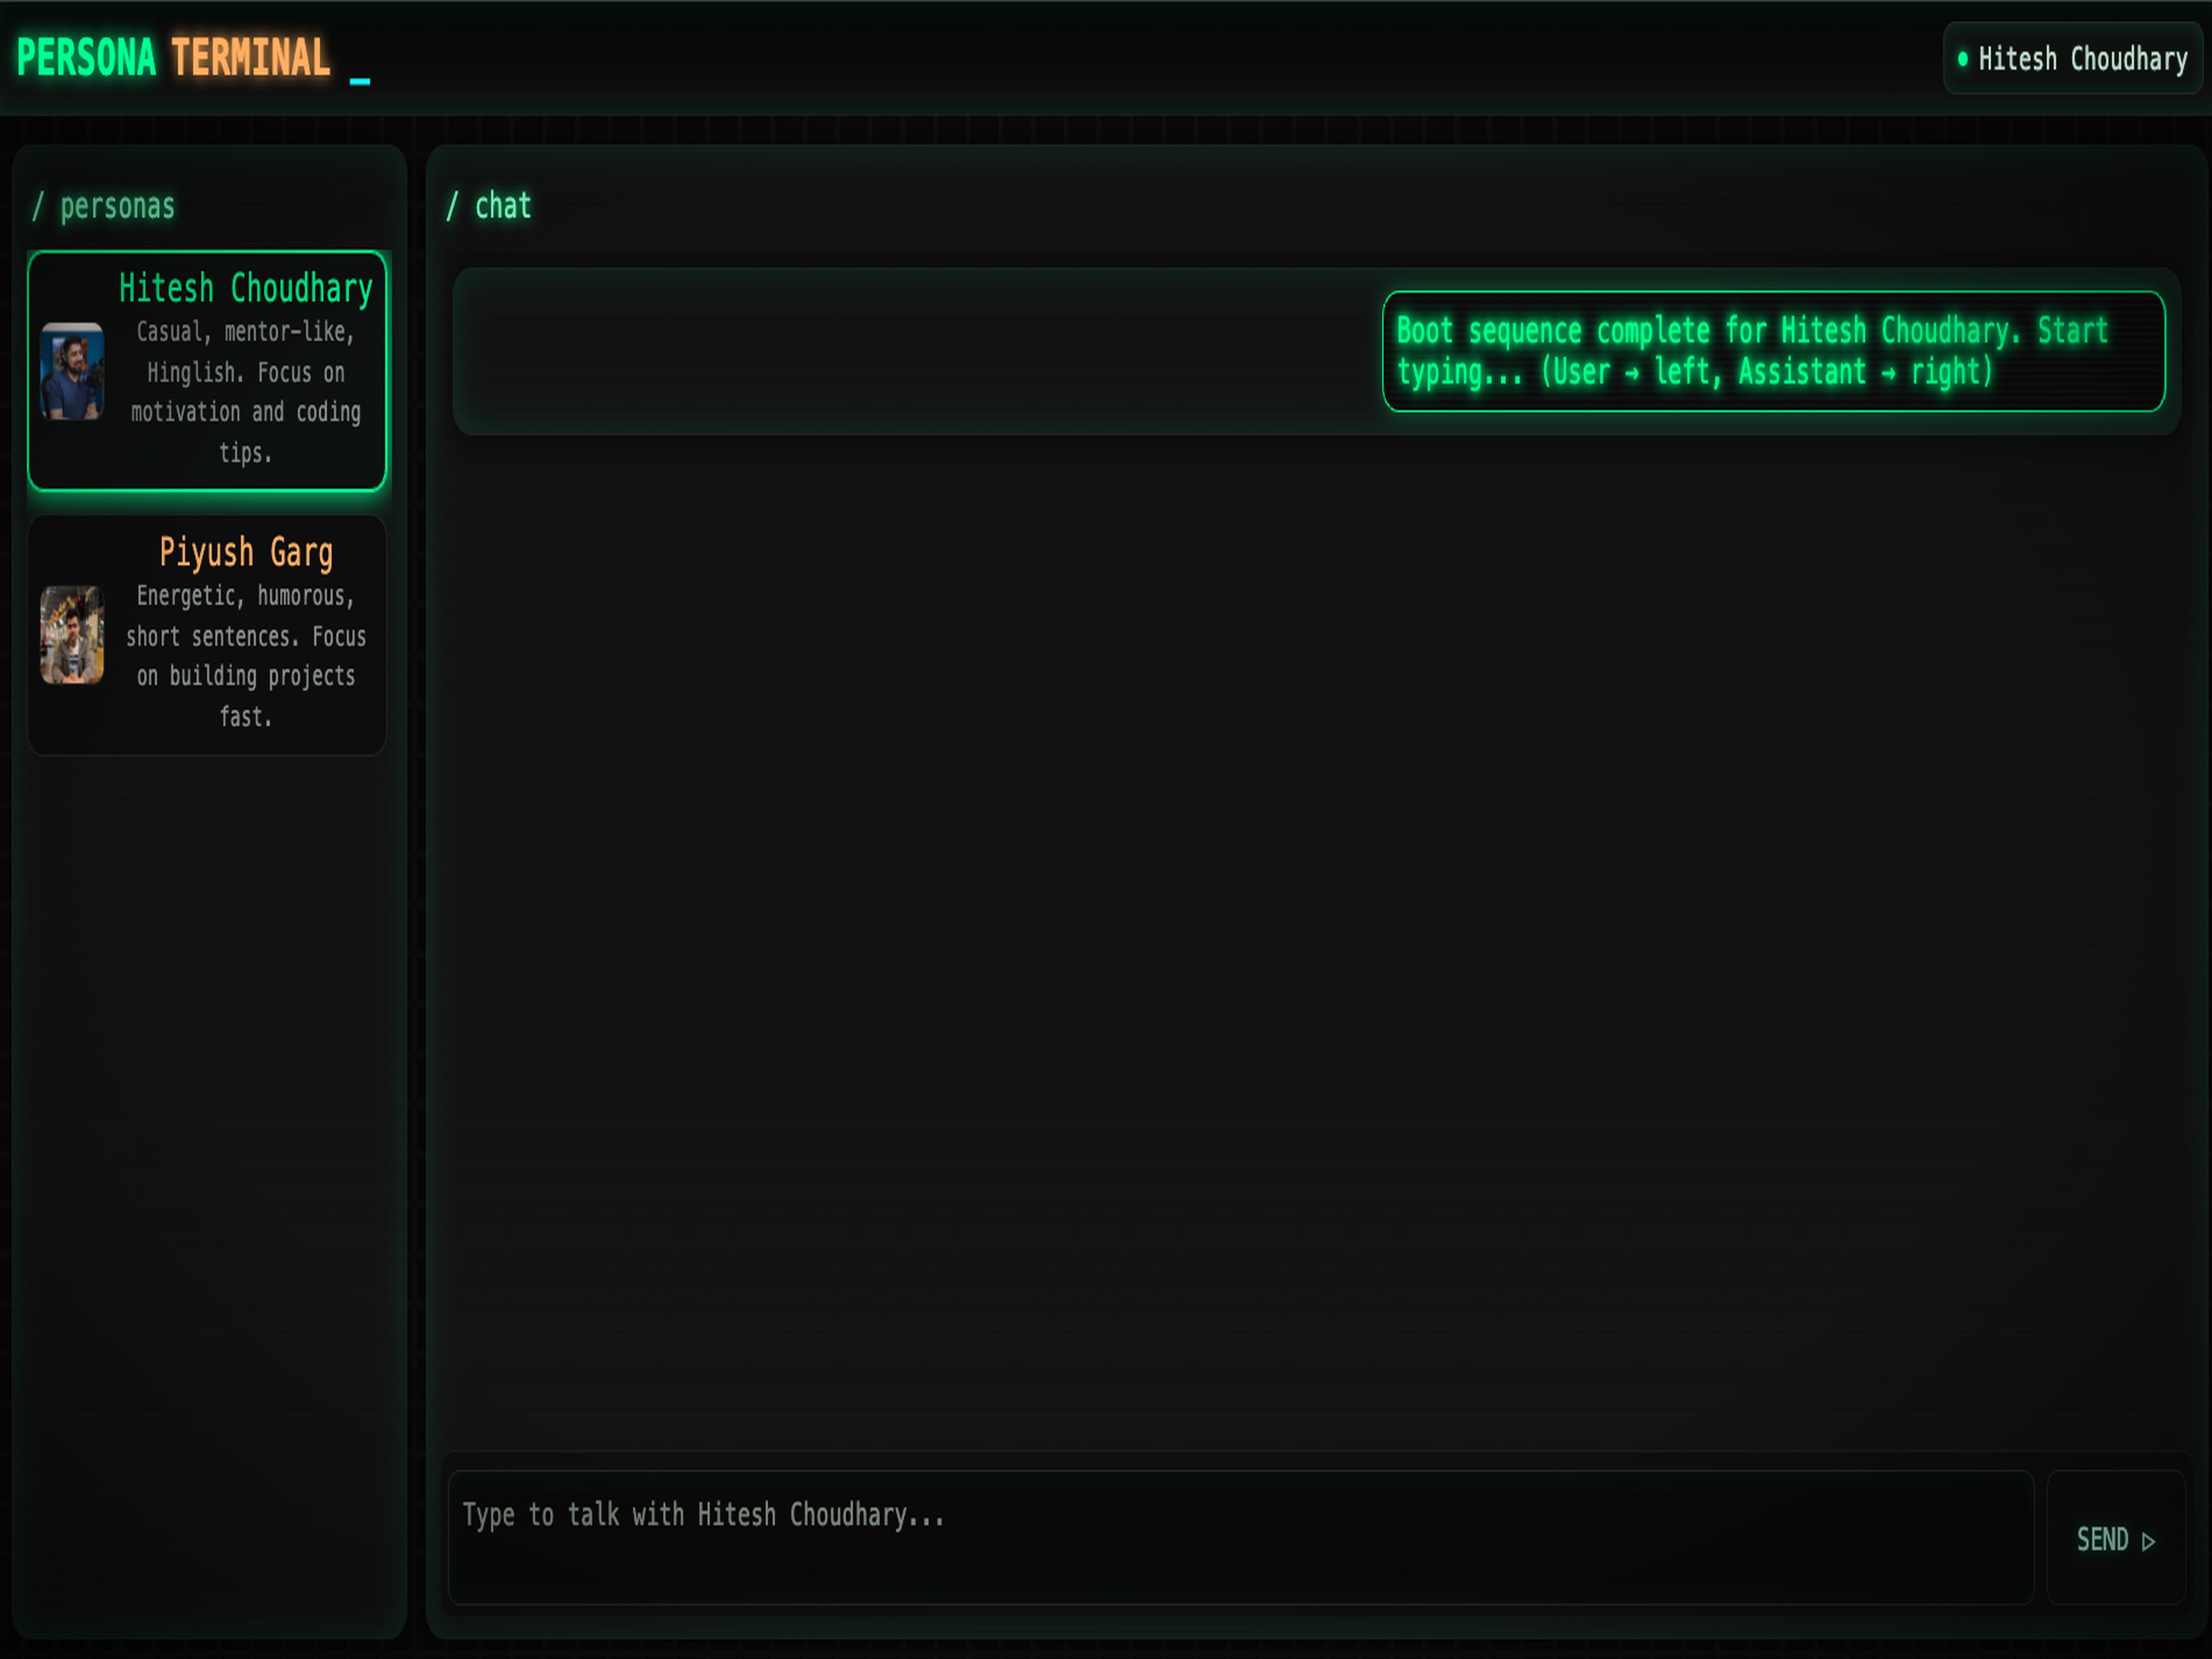 PERSONA TERMINAL _
Hitesh Choudhary
/ personas
Hitesh Choudhary
Casual, mentor-like,
Hinglish. Focus on
motivation and coding
tips.
Piyush Garg
Energetic, humorous,
short sentences. Focus
on building projects
fast.
/ chat
Boot sequence complete for Hitesh Choudhary. Start
typing... (User → left, Assistant → right)
Type to talk with Hitesh Choudhary...
SEND ▷